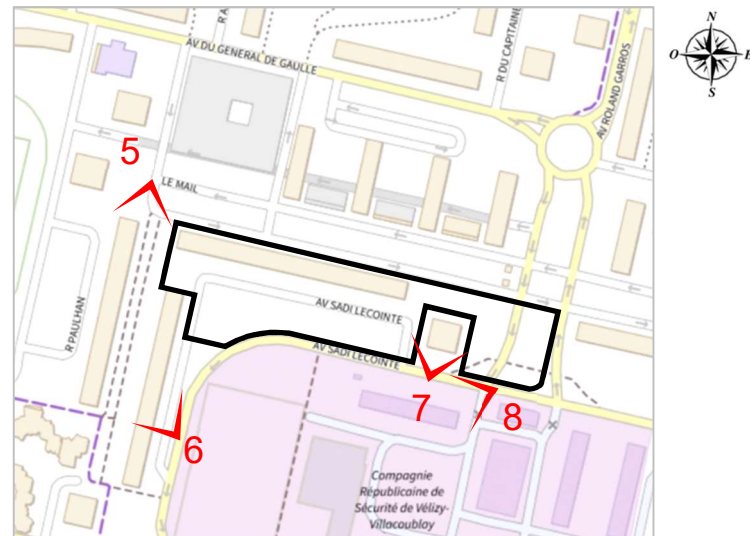 N
O
E
S
R A
AV DU GENERAL DE GAULLE
R DU CAPITAINE
AV ROLAND GARROS
5
LE MAIL
R PAULHAN
AV SADI LECOINTE
AV SADI LECOINTE
7
8
6
Compagnie
Républicaine de
Sécurité de Vélizy-
Villacoublay